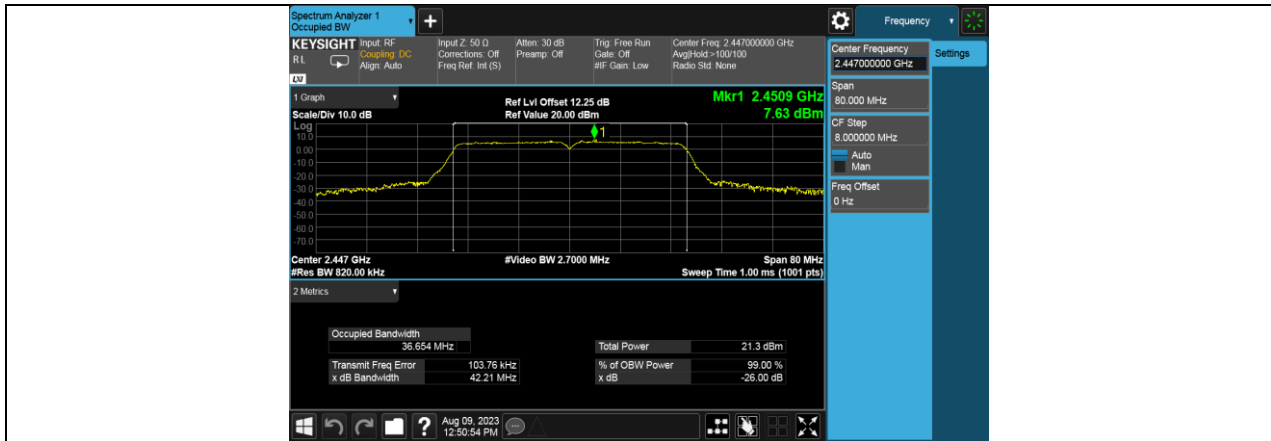 Spectrum Analyzer 1
Occupied BW
Frequency
KEYSIGHT
RL
LXI
Input: RF
Coupling: DC
Align: Auto
Input Z: 50 Ω
Corrections: Off
Freq Ref: Int (S)
Atten: 30 dB
Preamp: Off
Trig: Free Run
Gate: Off
#IF Gain: Low
Center Freq: 2.447000000 GHz
Avg|Hold:>100/100
Radio Std: None
1 Graph
Scale/Div 10.0 dB
Ref Lvl Offset 12.25 dB
Ref Value 20.00 dBm
Mkr1 2.4509 GHz
7.63 dBm
Log
10.0
0.00
-10.0
-20.0
-30.0
-40.0
-50.0
-60.0
-70.0
1
Center 2.447 GHz
#Res BW 820.00 kHz
#Video BW 2.7000 MHz
Span 80 MHz
Sweep Time 1.00 ms (1001 pts)
2 Metrics
Occupied Bandwidth
36.654 MHz
Transmit Freq Error 103.76 kHz
x dB Bandwidth 42.21 MHz
Total Power 21.3 dBm
% of OBW Power 99.00 %
x dB -26.00 dB
Center Frequency
2.447000000 GHz
Settings
Span
80.000 MHz
CF Step
8.000000 MHz
Auto
Man
Freq Offset
0 Hz
?
Aug 09, 2023
12:50:54 PM